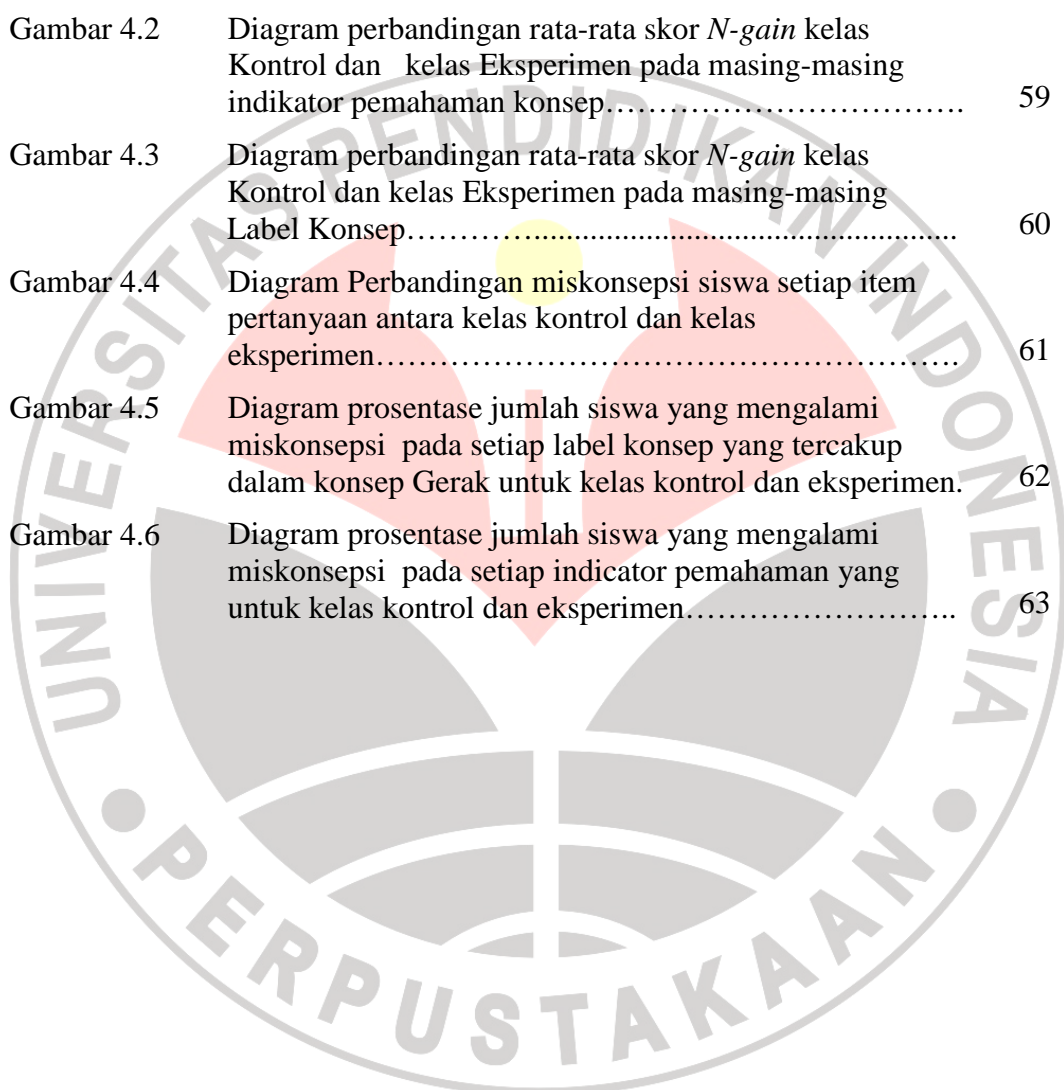 Gambar 4.2 Diagram perbandingan rata-rata skor N-gain kelas
Kontrol dan kelas Eksperimen pada masing-masing
indikator pemahaman konsep……………………………. 59
Gambar 4.3 Diagram perbandingan rata-rata skor N-gain kelas
Kontrol dan kelas Eksperimen pada masing-masing
Label Konsep…………......................................................... 60
Gambar 4.4 Diagram Perbandingan miskonsepsi siswa setiap item
pertanyaan antara kelas kontrol dan kelas
eksperimen………………………………………………. 61
Gambar 4.5 Diagram prosentase jumlah siswa yang mengalami
miskonsepsi pada setiap label konsep yang tercakup
dalam konsep Gerak untuk kelas kontrol dan eksperimen. 62
Gambar 4.6 Diagram prosentase jumlah siswa yang mengalami
miskonsepsi pada setiap indicator pemahaman yang
untuk kelas kontrol dan eksperimen…………………….. 63
UNIVERSITAS PENDIDIKAN INDONESIA
PERPUSTAKAAN